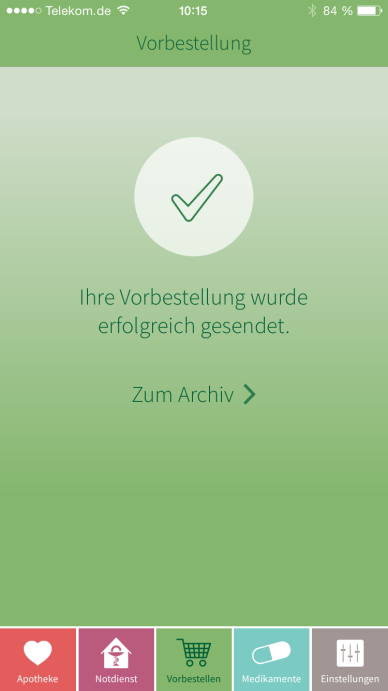 Telekom.de 10:15 84 %
Vorbestellung
Ihre Vorbestellung wurde
erfolgreich gesendet.
Zum Archiv
Apotheke Notdienst Vorbestellen Medikamente Einstellungen